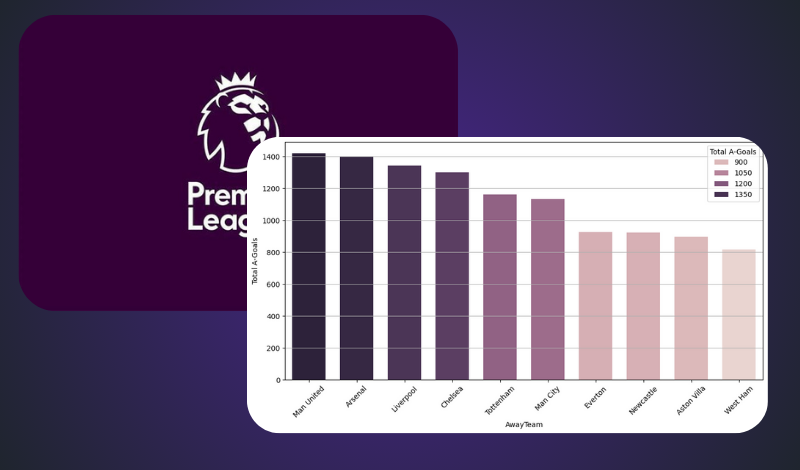 Prem
Leag
Total A-Goals
1400
1200
1000
800
600
400
200
0
Total A-Goals
900
1050
1200
1350
Man United
Arsenal
Liverpool
Chelsea
Tottenham
Man City
Everton
Newcastle
Aston Villa
West Ham
AwayTeam